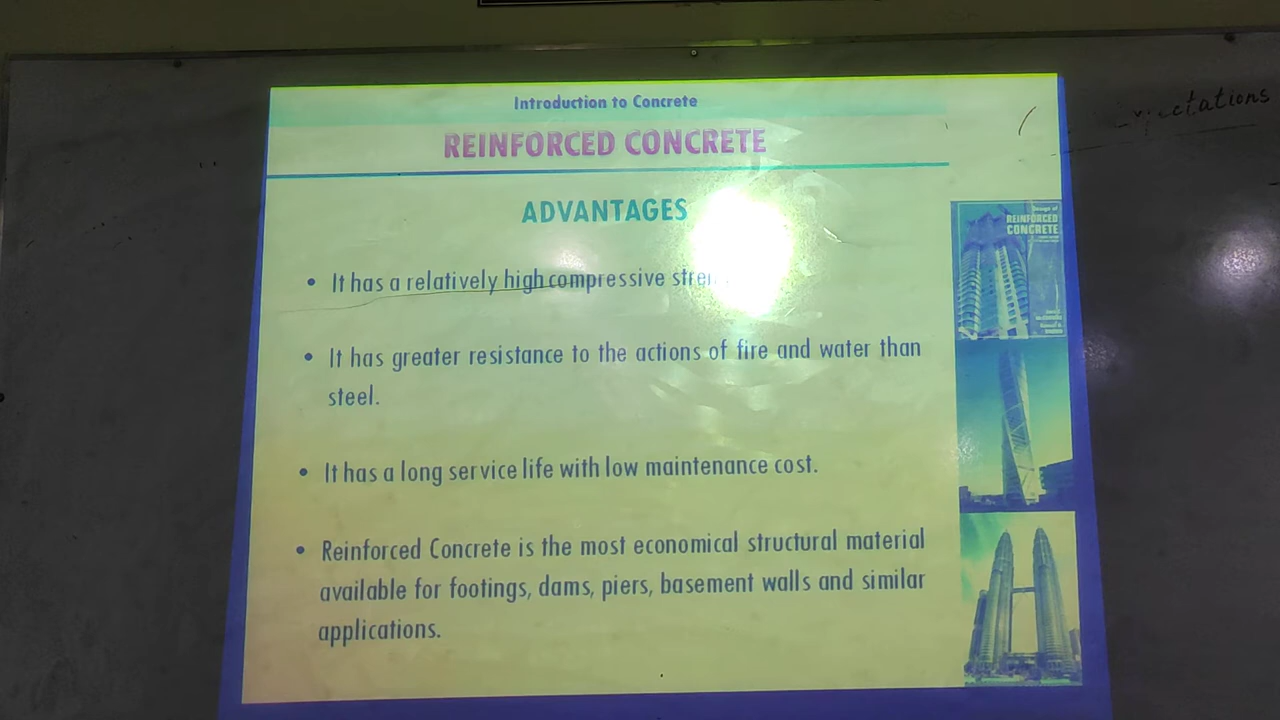 Introduction to Concrete
REINFORCED CONCRETE
ADVANTAGES
• It has a relatively high compressive
• It has greater resistance to the actions of fire and water than
steel.
• It has a long service life with low maintenance cost.
• Reinforced Concrete is the most economical structural material
available for footings, dams, piers, basement walls and similar
applications.
Design of
REINFORCED
CONCRETE